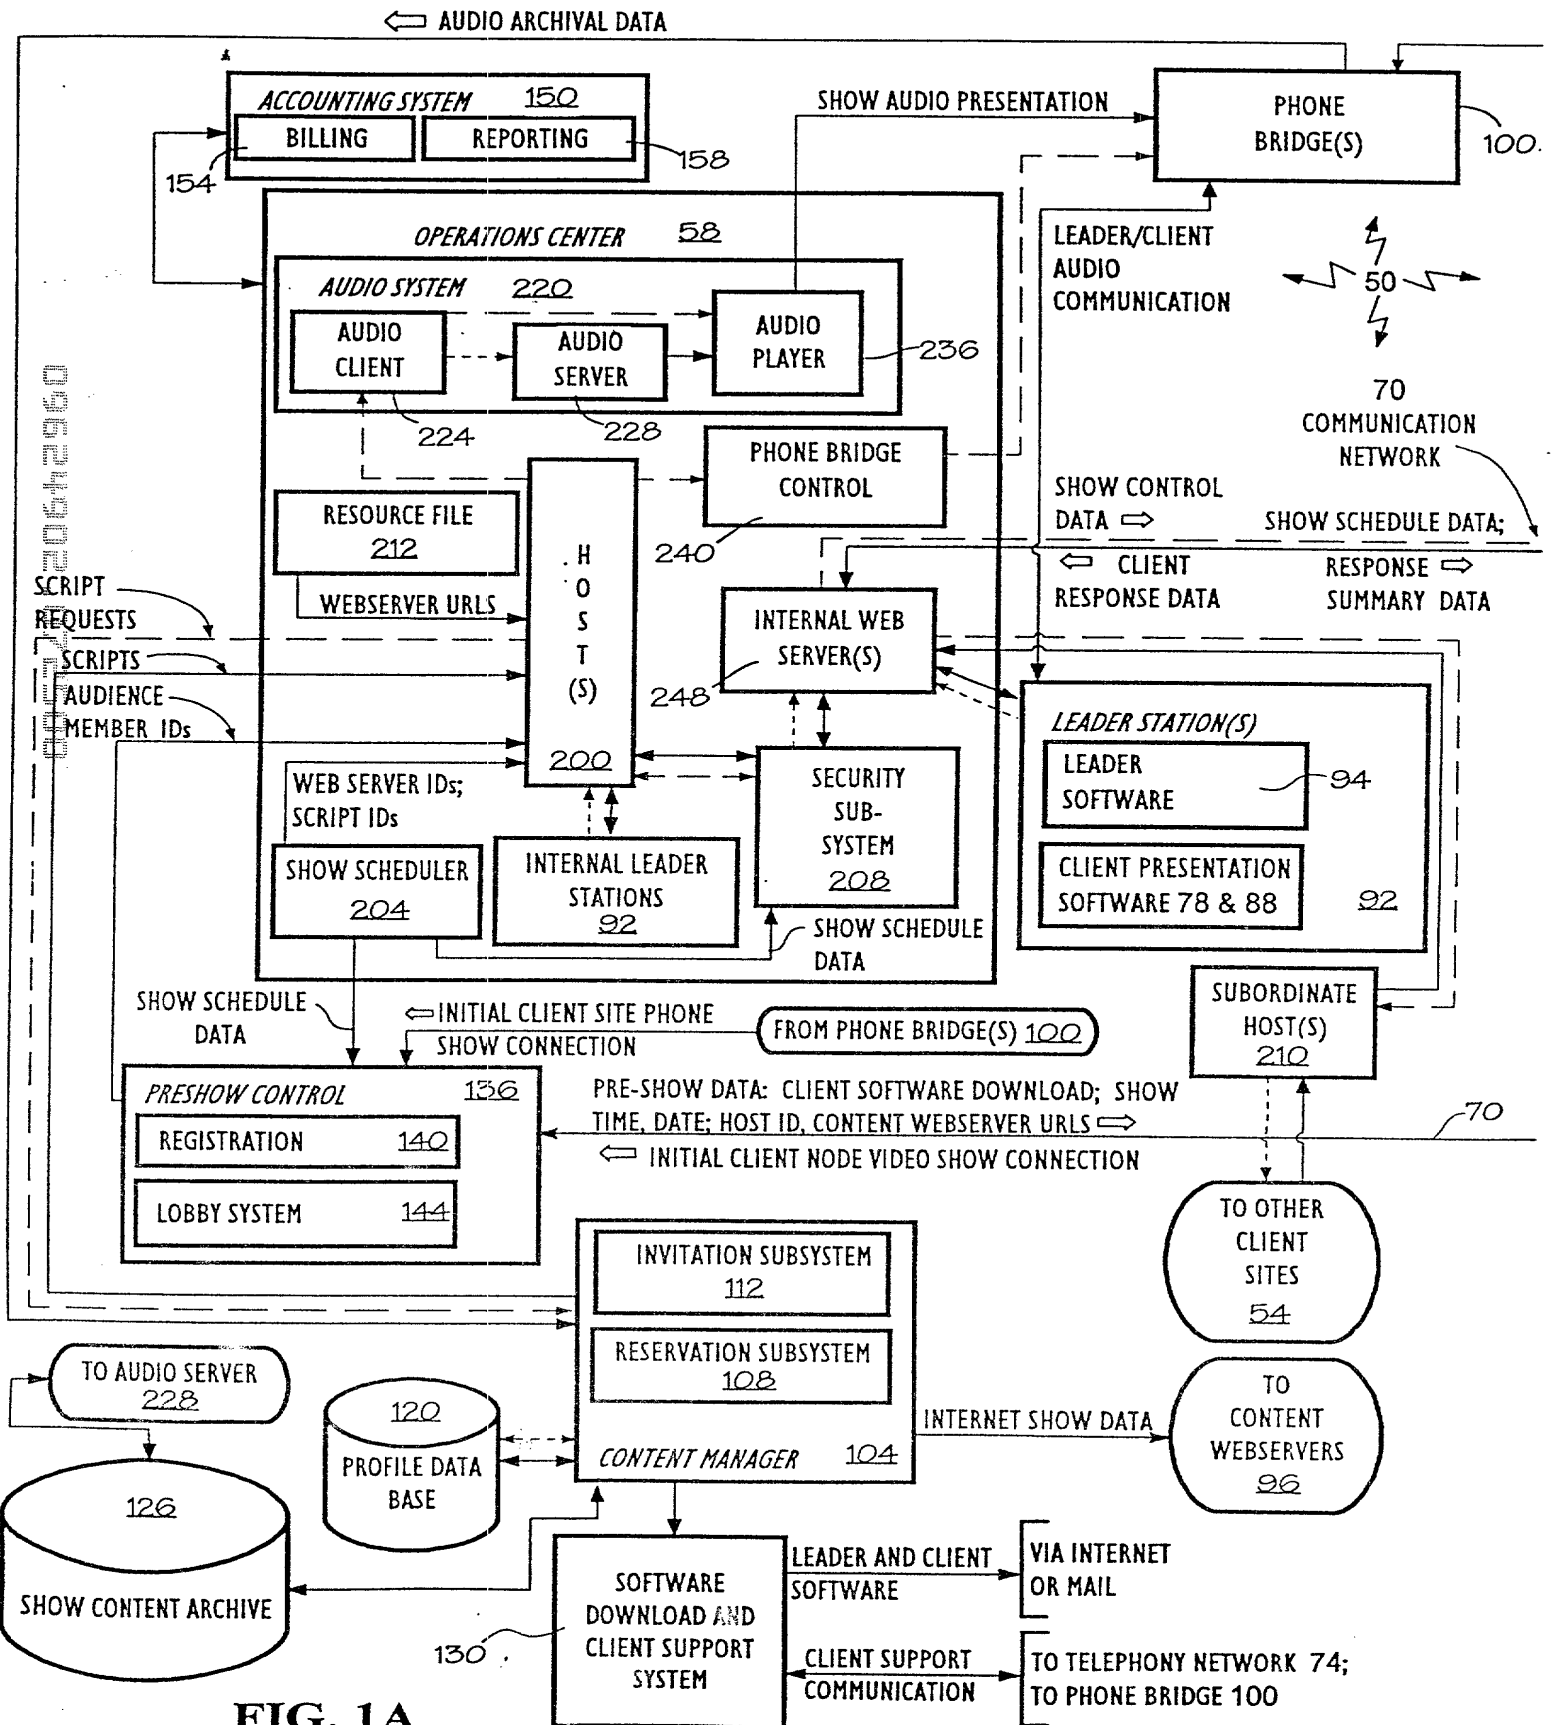 ⇦ AUDIO ARCHIVAL DATA
ACCOUNTING SYSTEM 150
BILLING
REPORTING
154
158
SHOW AUDIO PRESENTATION
PHONE
BRIDGE(S)
100.
OPERATIONS CENTER 58
AUDIO SYSTEM 220
AUDIO
CLIENT
224
AUDIO
SERVER
228
AUDIO
PLAYER
236
LEADER/CLIENT
AUDIO
COMMUNICATION
50
70
COMMUNICATION
NETWORK
PHONE BRIDGE
CONTROL
240
RESOURCE FILE
212
WEBSERVER URLS
HOST(S)
200
SHOW CONTROL
DATA ⇨
SHOW SCHEDULE DATA;
⇦ CLIENT
RESPONSE DATA
RESPONSE ⇨
SUMMARY DATA
SCRIPT
REQUESTS
SCRIPTS
AUDIENCE
MEMBER IDs
INTERNAL WEB
SERVER(S)
248
LEADER STATION(S)
LEADER
SOFTWARE
94
CLIENT PRESENTATION
SOFTWARE 78 & 88
92
WEB SERVER IDs;
SCRIPT IDs
SHOW SCHEDULER
204
INTERNAL LEADER
STATIONS
92
SECURITY
SUB-
SYSTEM
208
SHOW SCHEDULE
DATA
SHOW SCHEDULE
DATA
⇦ INITIAL CLIENT SITE PHONE
SHOW CONNECTION
FROM PHONE BRIDGE(S) 100
SUBORDINATE
HOST(S)
210
PRESHOW CONTROL 136
REGISTRATION 140
LOBBY SYSTEM 144
PRE-SHOW DATA: CLIENT SOFTWARE DOWNLOAD; SHOW
TIME, DATE; HOST ID, CONTENT WEBSERVER URLS ⇨
70
⇦ INITIAL CLIENT NODE VIDEO SHOW CONNECTION
TO OTHER
CLIENT
SITES
54
INVITATION SUBSYSTEM
112
RESERVATION SUBSYSTEM
108
CONTENT MANAGER 104
TO AUDIO SERVER
228
120
PROFILE DATA
BASE
INTERNET SHOW DATA
TO
CONTENT
WEBSERVERS
96
126
SHOW CONTENT ARCHIVE
SOFTWARE
DOWNLOAD AND
CLIENT SUPPORT
SYSTEM
130
LEADER AND CLIENT
SOFTWARE
VIA INTERNET
OR MAIL
CLIENT SUPPORT
COMMUNICATION
TO TELEPHONY NETWORK 74;
TO PHONE BRIDGE 100
FIG. 1A